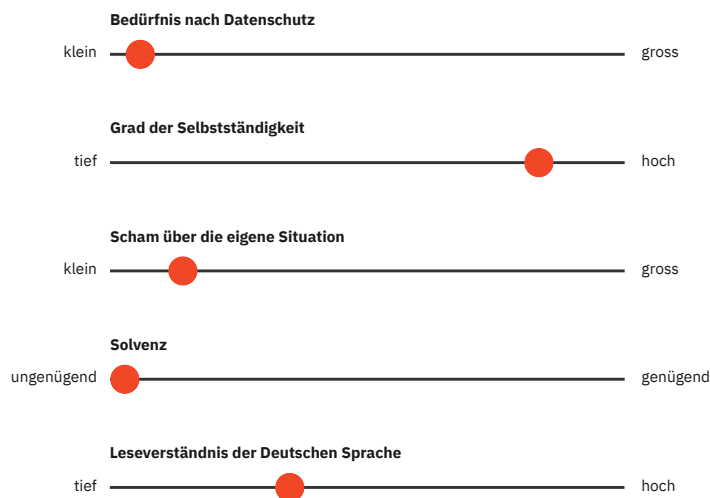 Bedürfnis nach Datenschutz
klein gross
Grad der Selbstständigkeit
tief hoch
Scham über die eigene Situation
klein gross
Solvenz
ungenügend genügend
Leseverständnis der Deutschen Sprache
tief hoch